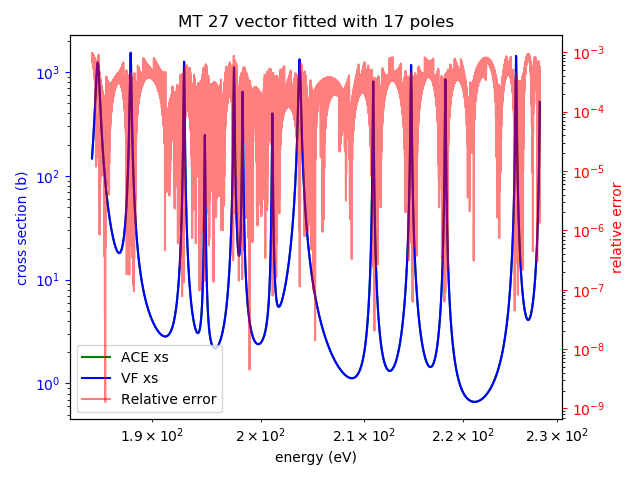 MT 27 vector fitted with 17 poles
10³
10²
10¹
10⁰
cross section (b)
10⁻³
10⁻⁴
10⁻⁵
10⁻⁶
10⁻⁷
10⁻⁸
10⁻⁹
relative error
ACE xs
VF xs
Relative error
1.9 × 10² 2 × 10² 2.1 × 10² 2.2 × 10² 2.3 × 10²
energy (eV)